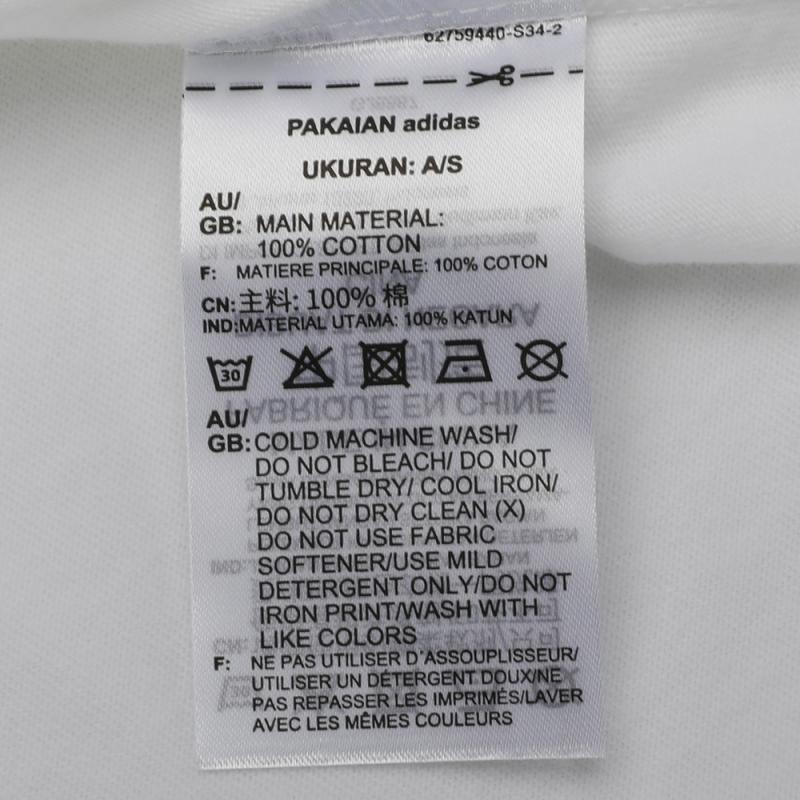 62759440-S34-2
PAKAIAN adidas
UKURAN: A/S
AU/
GB: MAIN MATERIAL:
100% COTTON
F: MATIERE PRINCIPALE: 100% COTON
CN: 主料: 100% 棉
IND: MATERIAL UTAMA: 100% KATUN
30
AU/
GB: COLD MACHINE WASH/
DO NOT BLEACH/ DO NOT
TUMBLE DRY/ COOL IRON/
DO NOT DRY CLEAN (X)
DO NOT USE FABRIC
SOFTENER/USE MILD
DETERGENT ONLY/DO NOT
IRON PRINT/WASH WITH
LIKE COLORS
F: NE PAS UTILISER D'ASSOUPLISSEUR/
UTILISER UN DÉTERGENT DOUX/NE
PAS REPASSER LES IMPRIMÉS/LAVER
AVEC LES MÊMES COULEURS